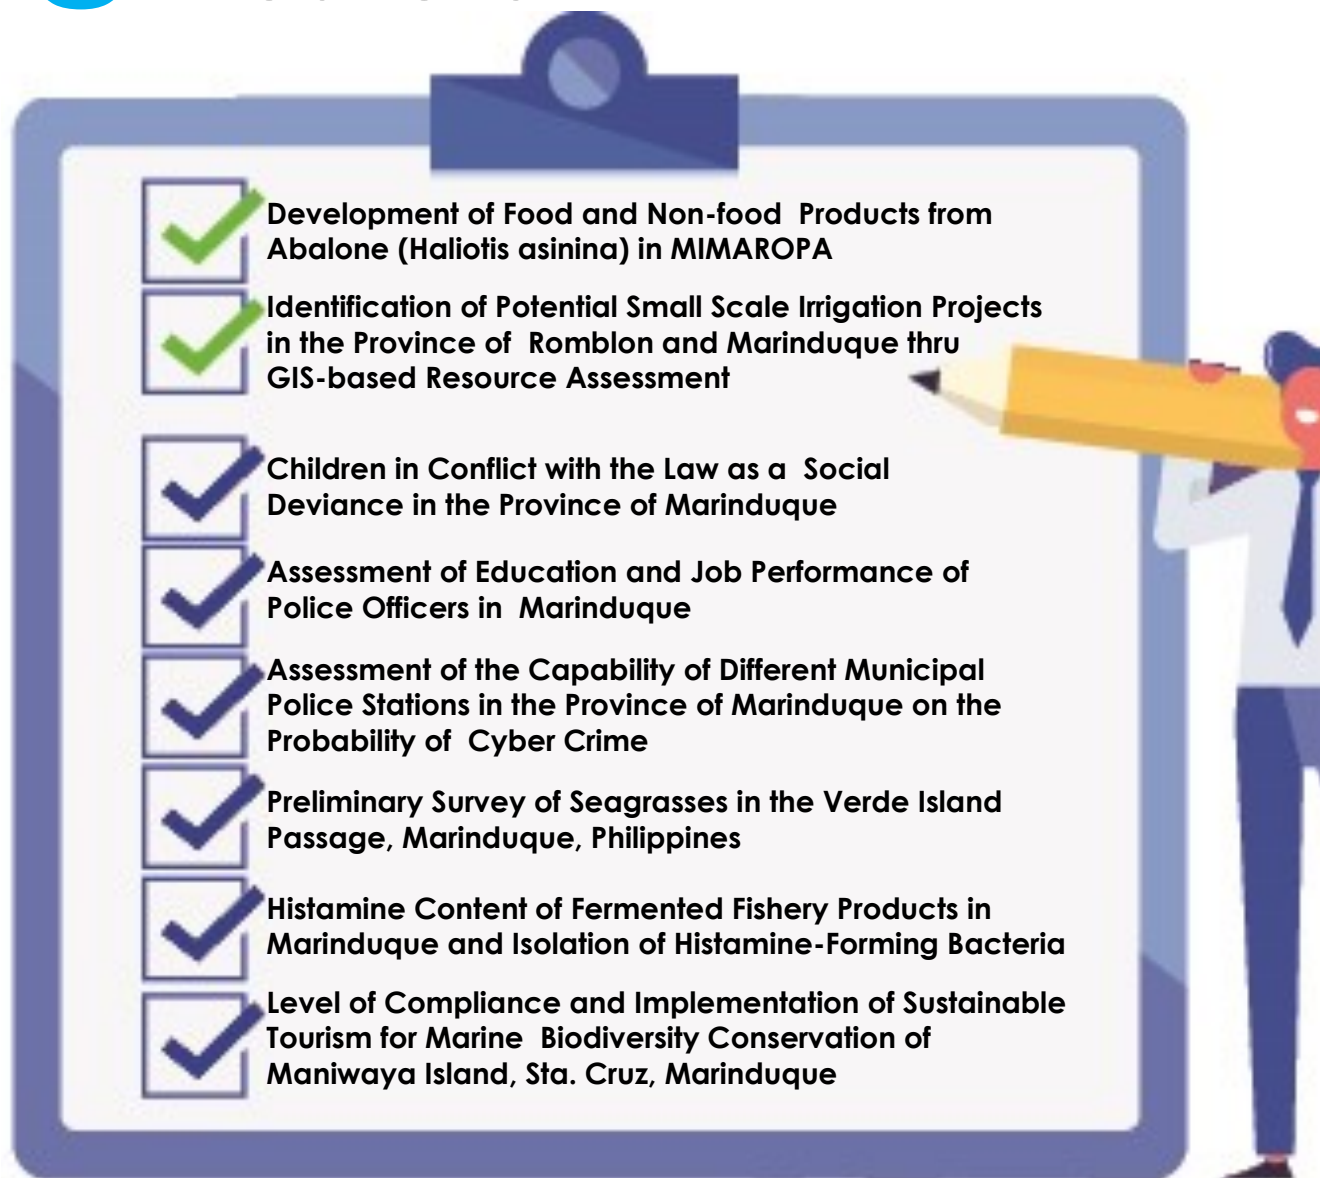 Development of Food and Non-food Products from
Abalone (Haliotis asinina) in MIMAROPA
Identification of Potential Small Scale Irrigation Projects
in the Province of Romblon and Marinduque thru
GIS-based Resource Assessment
Children in Conflict with the Law as a Social
Deviance in the Province of Marinduque
Assessment of Education and Job Performance of
Police Officers in Marinduque
Assessment of the Capability of Different Municipal
Police Stations in the Province of Marinduque on the
Probability of Cyber Crime
Preliminary Survey of Seagrasses in the Verde Island
Passage, Marinduque, Philippines
Histamine Content of Fermented Fishery Products in
Marinduque and Isolation of Histamine-Forming Bacteria
Level of Compliance and Implementation of Sustainable
Tourism for Marine Biodiversity Conservation of
Maniwaya Island, Sta. Cruz, Marinduque